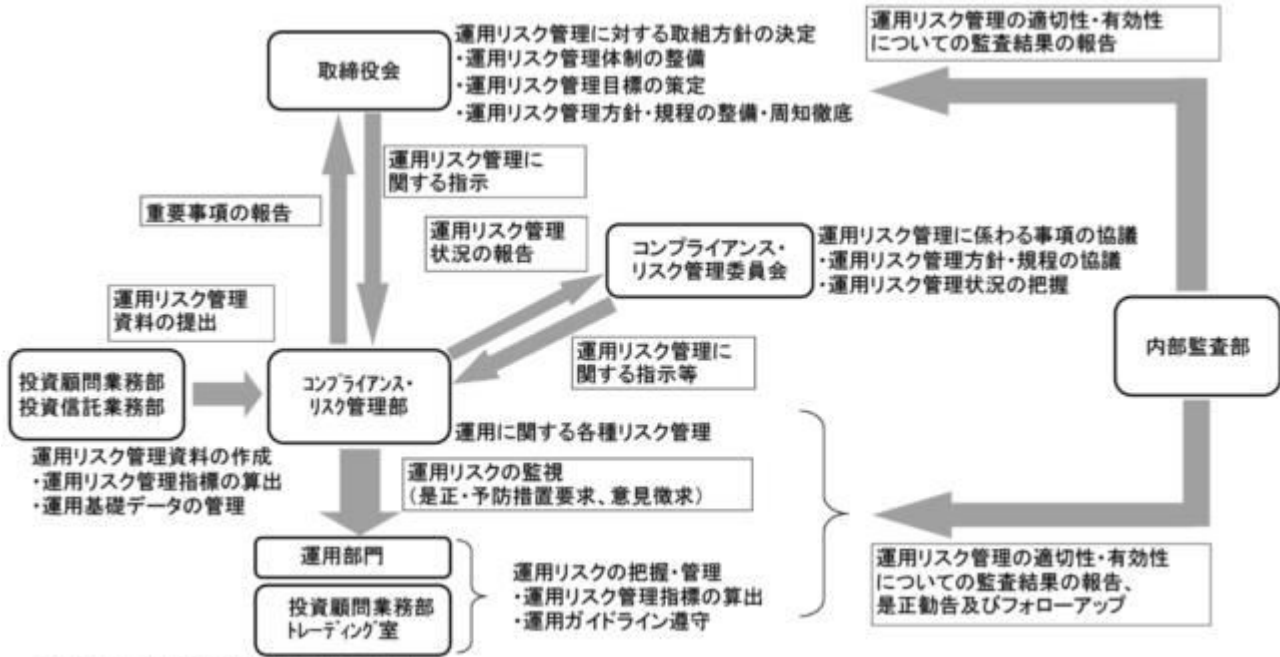 取締役会
運用リスク管理に対する取組方針の決定
・運用リスク管理体制の整備
・運用リスク管理目標の策定
・運用リスク管理方針・規程の整備・周知徹底
運用リスク管理の適切性・有効性
についての監査結果の報告
運用リスク管理に
関する指示
重要事項の報告
運用リスク管理
状況の報告
コンプライアンス・
リスク管理委員会
運用リスク管理に係わる事項の協議
・運用リスク管理方針・規程の協議
・運用リスク管理状況の把握
運用リスク管理
資料の提出
内部監査部
運用リスク管理に
関する指示等
投資顧問業務部
投資信託業務部
コンプライアンス・
リスク管理部
運用に関する各種リスク管理
運用リスク管理資料の作成
・運用リスク管理指標の算出
・運用基礎データの管理
運用リスクの監視
（是正・予防措置要求、意見徴求）
運用部門
投資顧問業務部
トレーディング室
運用リスクの把握・管理
・運用リスク管理指標の算出
・運用ガイドライン遵守
運用リスク管理の適切性・有効性
についての監査結果の報告、
是正勧告及びフォローアップ